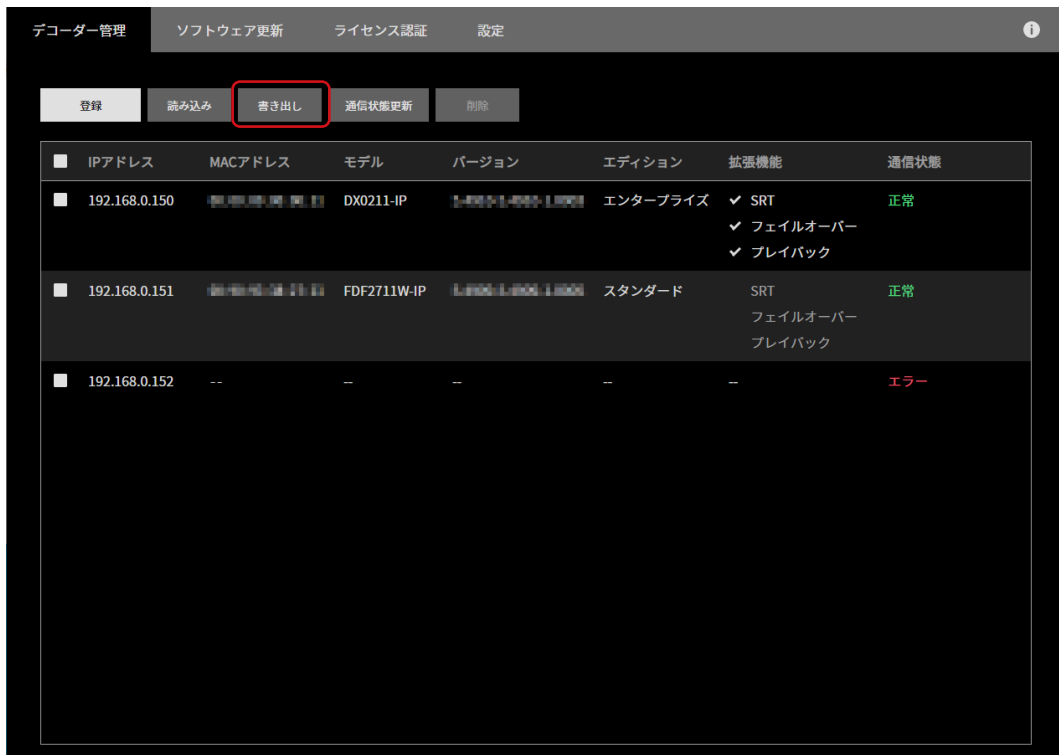 デコーダー管理 ソフトウェア更新 ライセンス認証 設定
登録 読み込み 書き出し 通信状態更新 削除
IPアドレス MACアドレス モデル バージョン エディション 拡張機能 通信状態
192.168.0.150 DX0211-IP エンタープライズ ✓ SRT 正常
✓ フェイルオーバー
✓ プレイバック
192.168.0.151 FDF2711W-IP スタンダード SRT 正常
フェイルオーバー
プレイバック
192.168.0.152 -- -- -- -- -- エラー